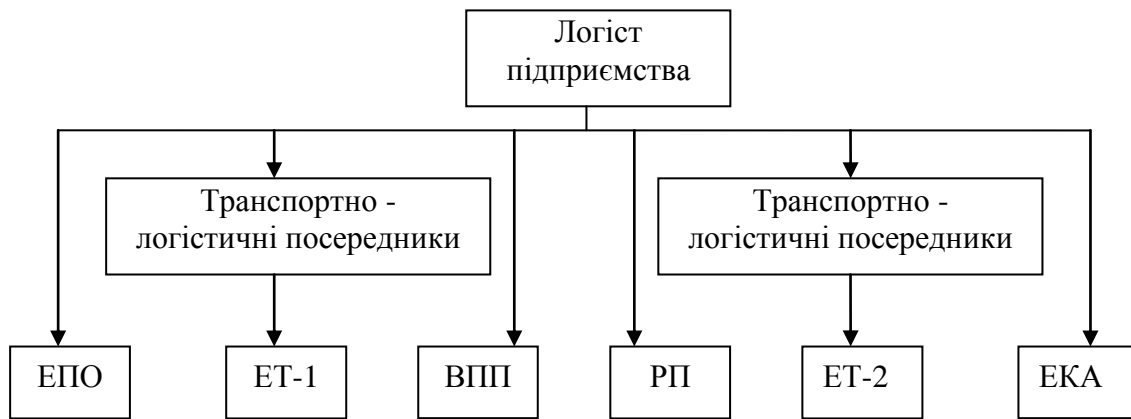 Логіст
підприємства
Транспортно -
логістичні посередники
Транспортно -
логістичні посередники
ЕПО
ЕТ-1
ВПП
РП
ЕТ-2
ЕКА